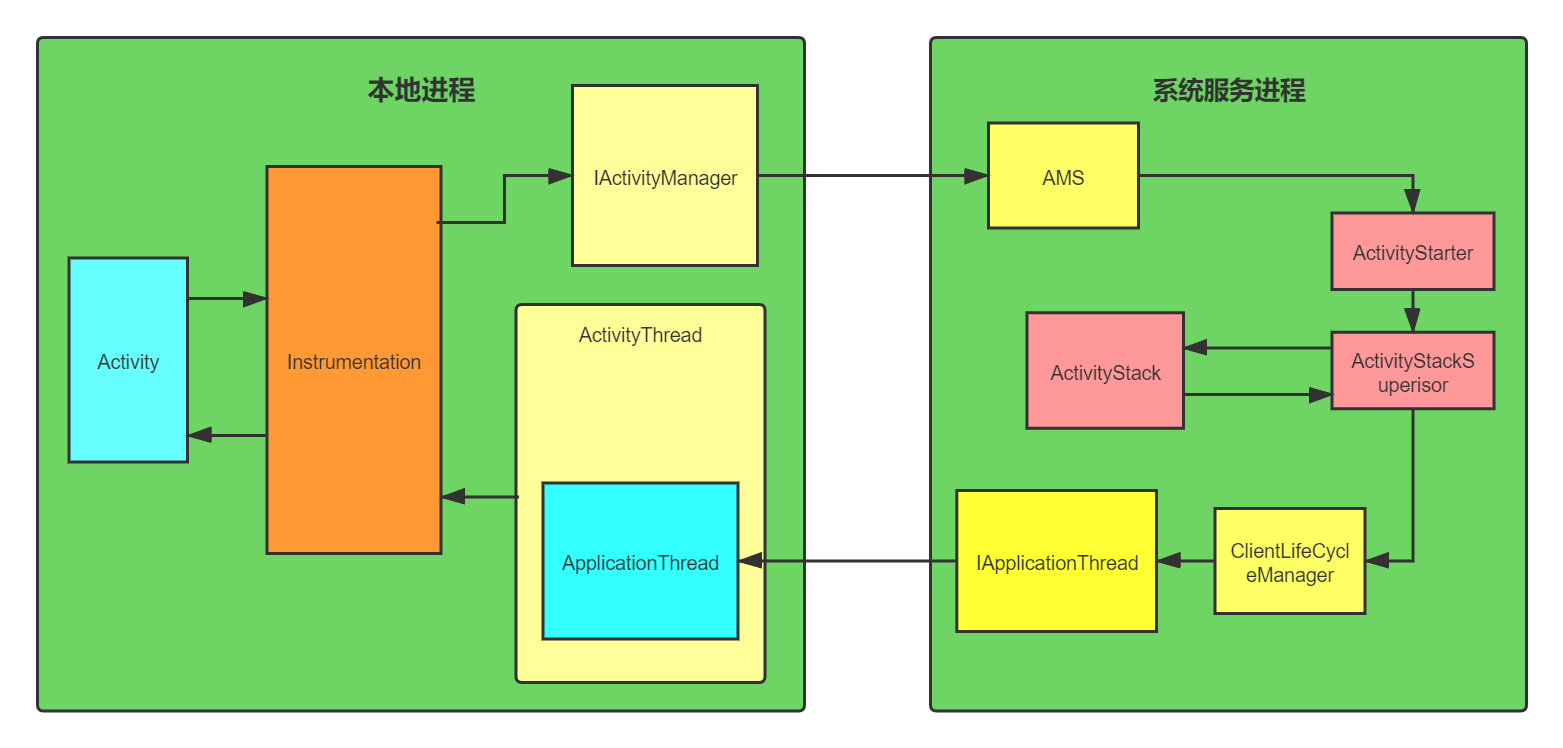 本地进程
IActivityManager
Activity
Instrumentation
ActivityThread
ApplicationThread
系统服务进程
AMS
ActivityStarter
ActivityStack
ActivityStackS
uperisor
IApplicationThread
ClientLifeCycl
eManager